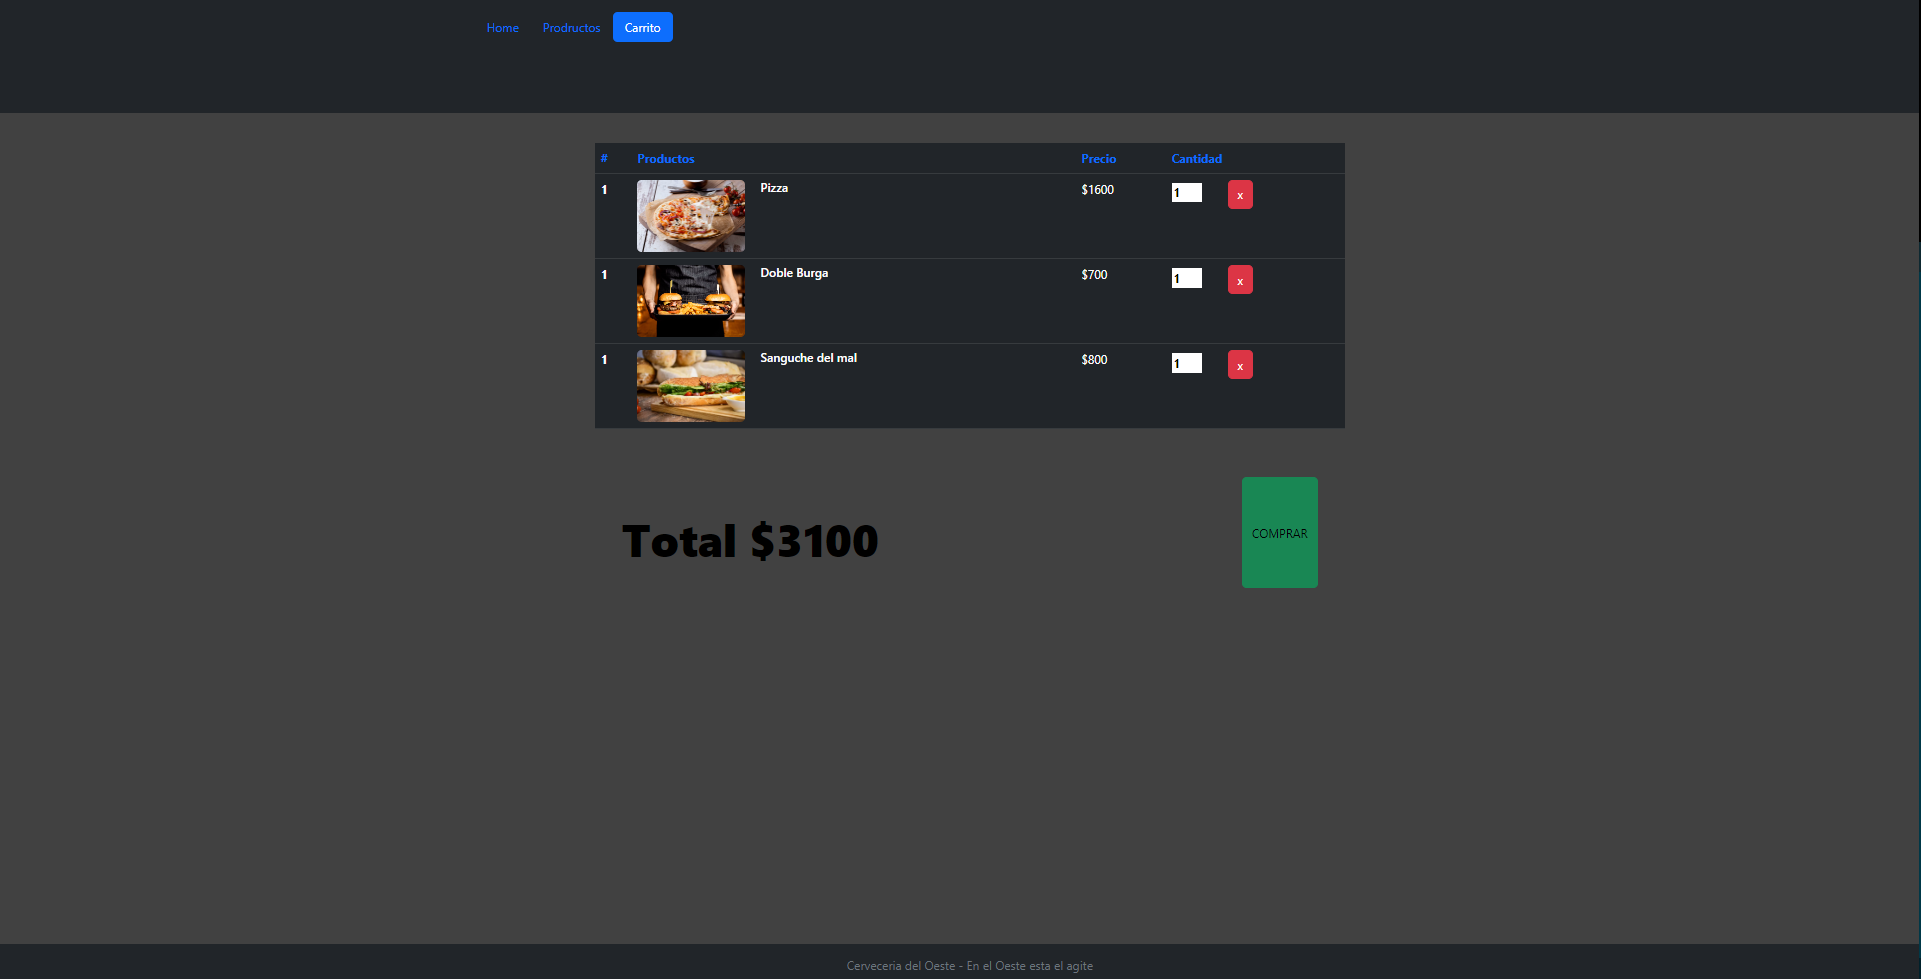 Home Prodructos Carrito
# Productos Precio Cantidad
1 Pizza $1600 1 x
1 Doble Burga $700 1 x
1 Sanguche del mal $800 1 x
Total $3100
COMPRAR
Cerveceria del Oeste - En el Oeste esta el agite